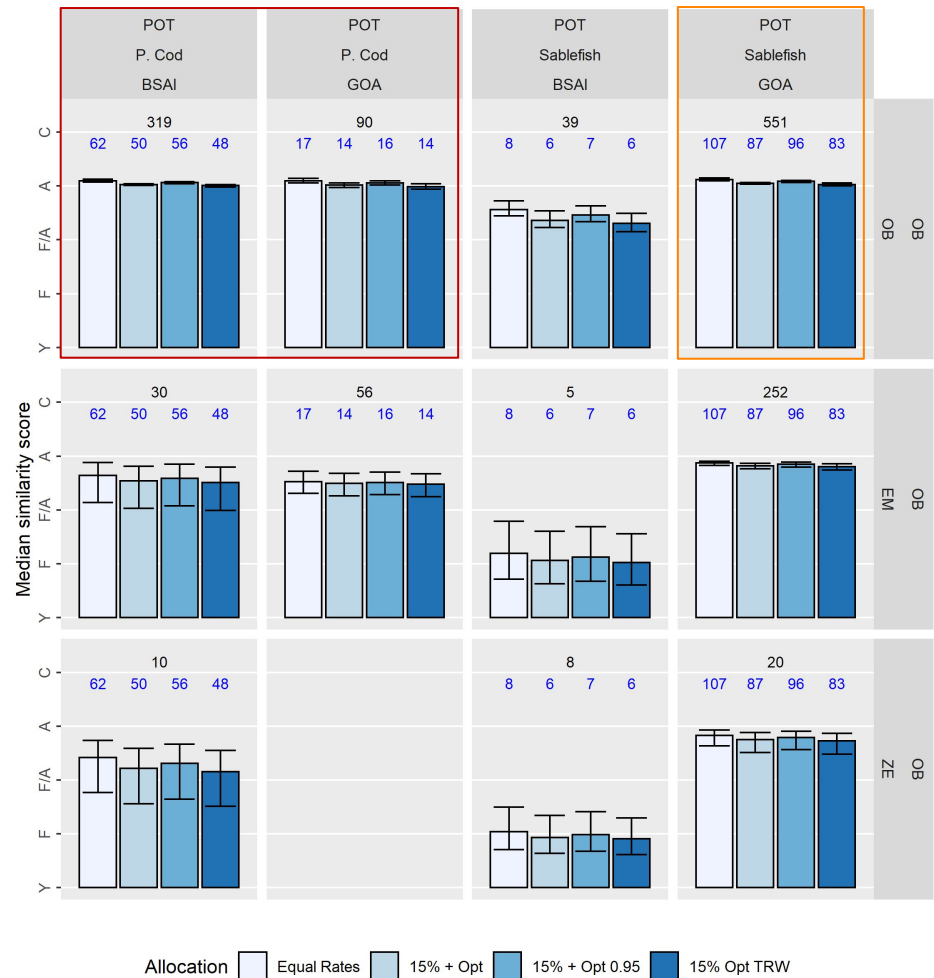 POT POT POT POT
P. Cod P. Cod Sablefish Sablefish
BSAI GOA BSAI GOA
319 90 39 551
62 50 56 48 17 14 16 14 8 6 7 6 107 87 96 83
C
A
F/A
F
Y
OB
OB
30 56 5 252
62 50 56 48 17 14 16 14 8 6 7 6 107 87 96 83
C
A
F/A
F
Y
OB
EM
Median similarity score
10 8 20
62 50 56 48 8 6 7 6 107 87 96 83
C
A
F/A
F
Y
OB
ZE
Allocation Equal Rates 15% + Opt 15% + Opt 0.95 15% Opt TRW